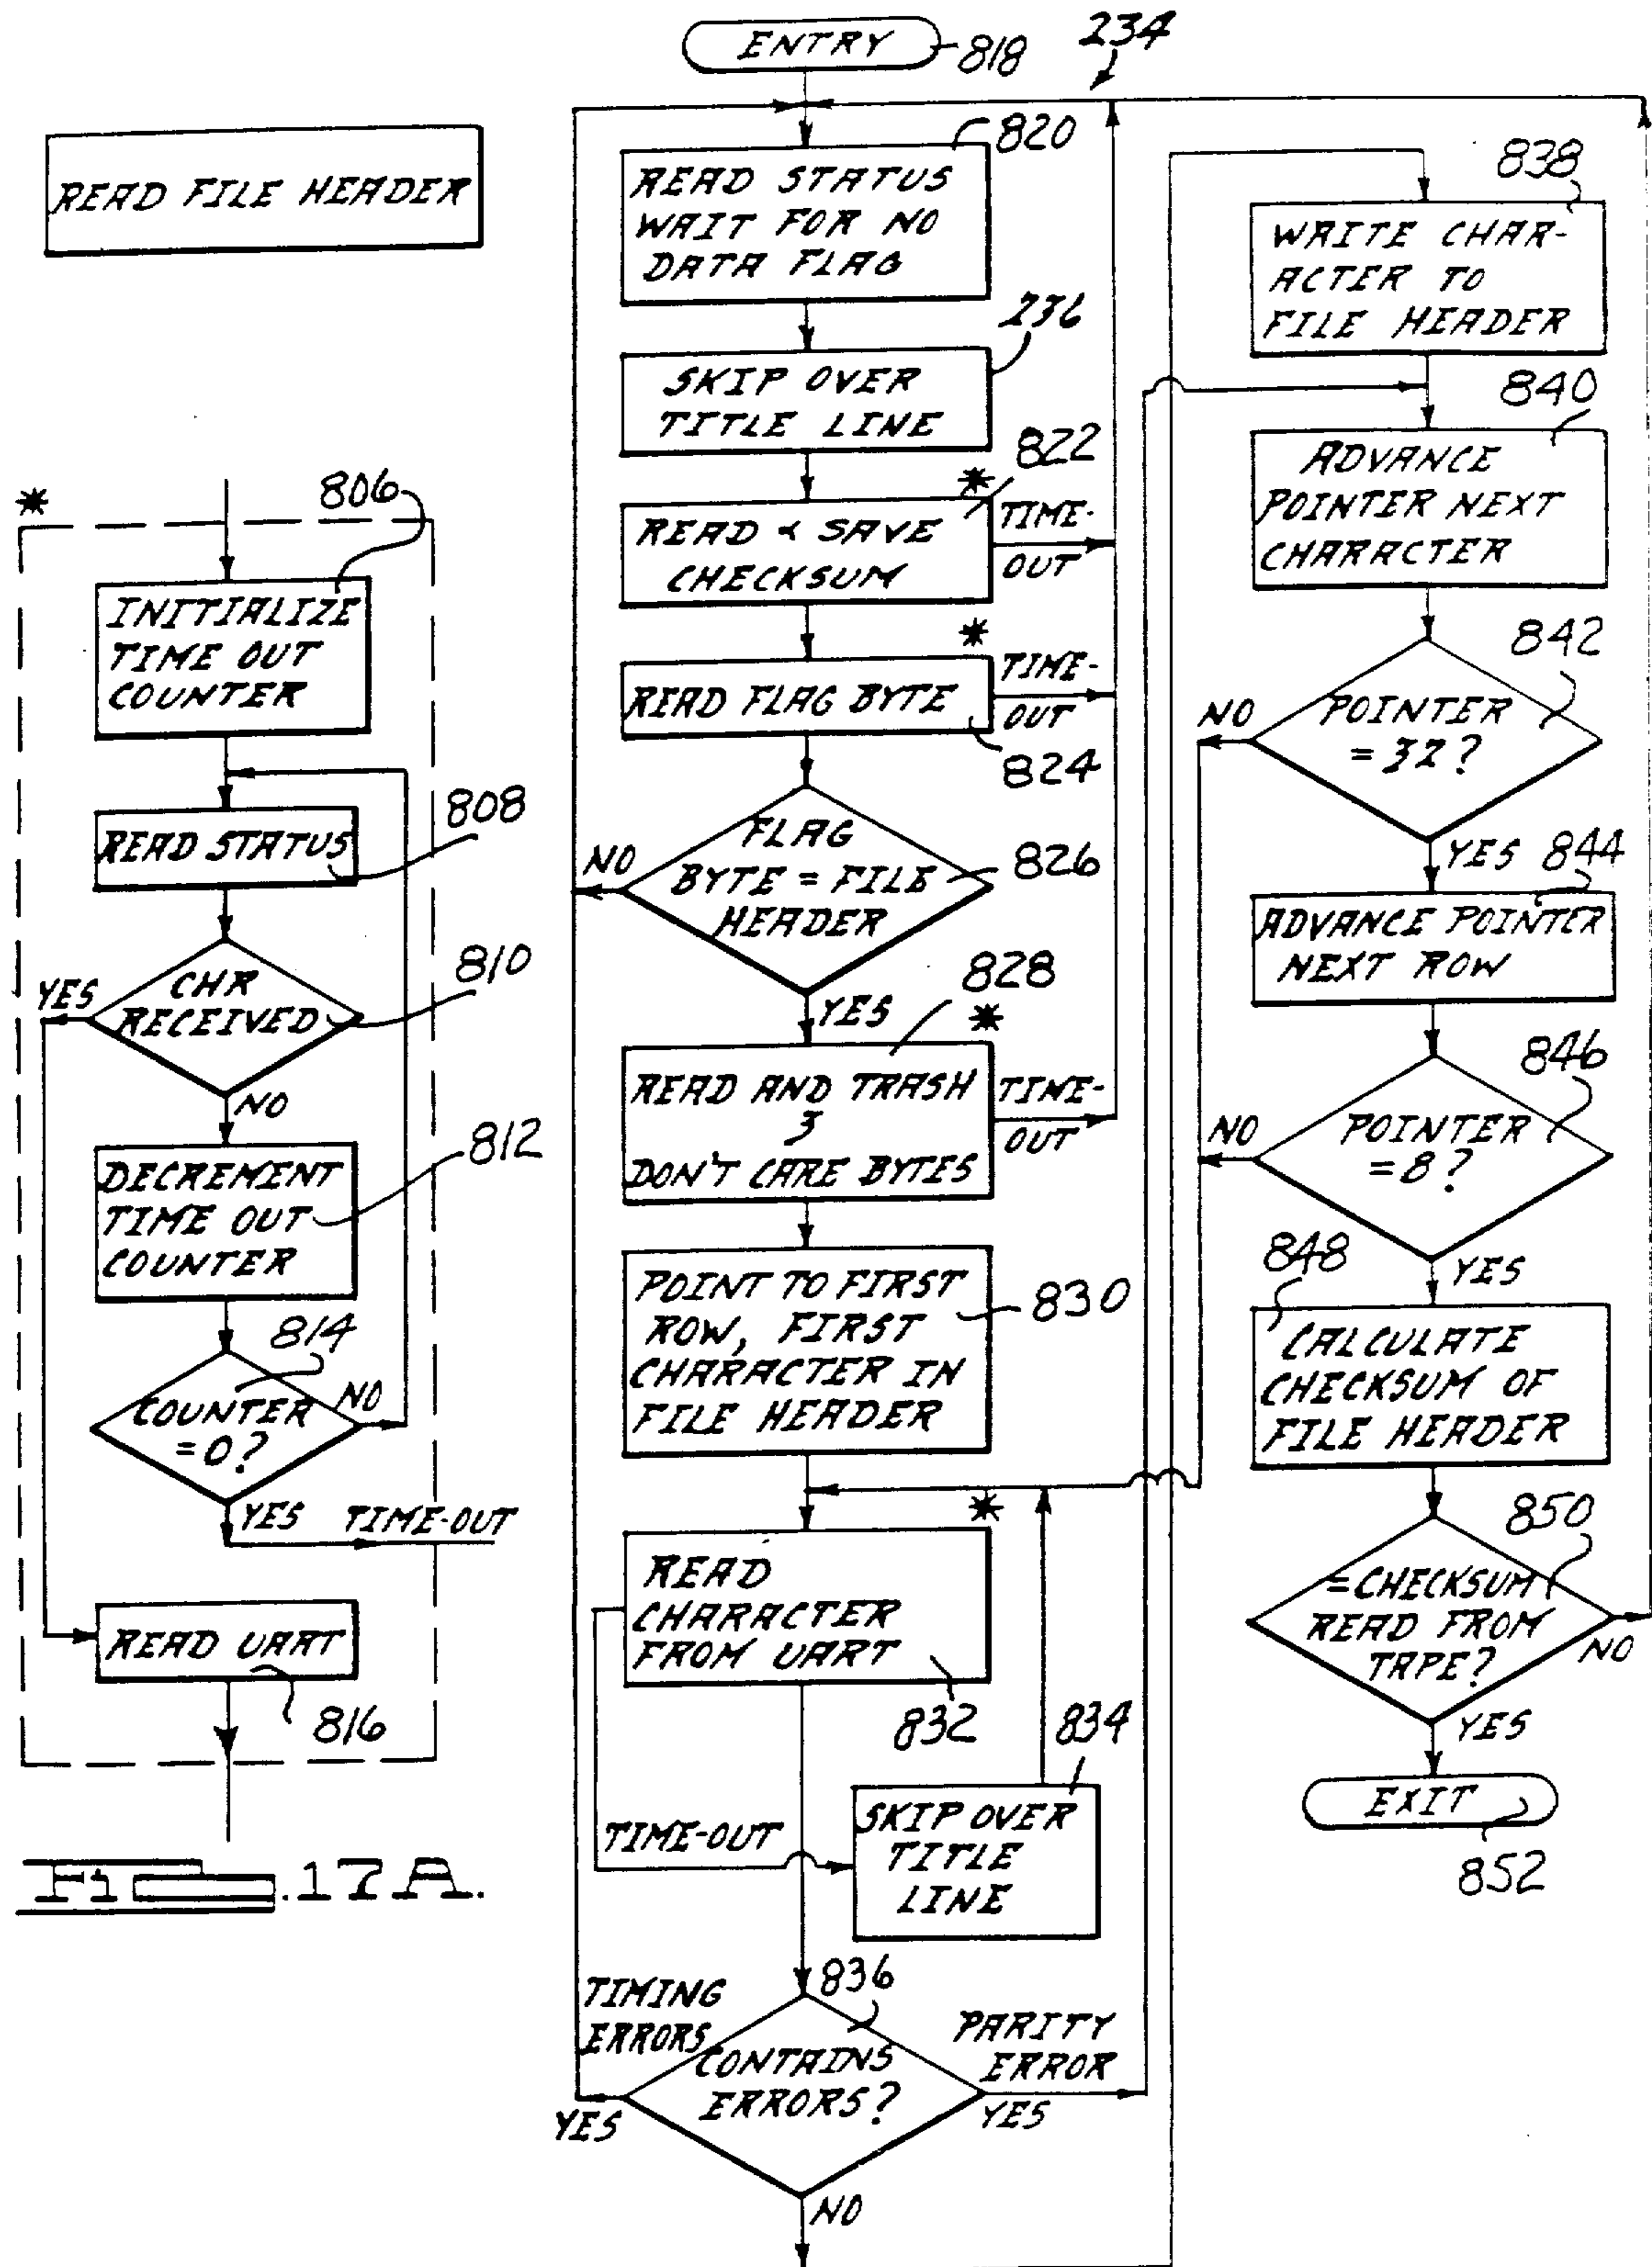 READ FILE HEADER
*
806
INITIALIZE
TIME OUT
COUNTER
READ STATUS
808
CHR
RECEIVED
810
YES
NO
DECREMENT
TIME OUT
COUNTER
812
814
COUNTER
=0?
NO
YES
TIME-OUT
READ UART
816
FIG.17A.
ENTRY
818
234
820
READ STATUS
WAIT FOR NO
DATA FLAG
236
SKIP OVER
TITLE LINE
822
*
READ & SAVE
CHECKSUM
TIME-
OUT
*
READ FLAG BYTE
TIME-
OUT
824
FLAG
BYTE = FILE
HEADER
826
NO
YES
828
*
READ AND TRASH
3
DON'T CARE BYTES
TIME-
OUT
POINT TO FIRST
ROW, FIRST
CHARACTER IN
FILE HEADER
830
*
READ
CHARACTER
FROM UART
832
TIME-OUT
834
SKIP OVER
TITLE
LINE
836
TIMING
ERRORS
CONTAINS
ERRORS?
PARITY
ERROR
YES
YES
NO
838
WRITE CHAR-
ACTER TO
FILE HEADER
840
ADVANCE
POINTER NEXT
CHARACTER
842
POINTER
=32?
NO
YES
844
ADVANCE POINTER
NEXT ROW
846
POINTER
=8?
NO
YES
848
CALCULATE
CHECKSUM OF
FILE HEADER
850
=CHECKSUM
READ FROM
TAPE?
NO
YES
EXIT
852